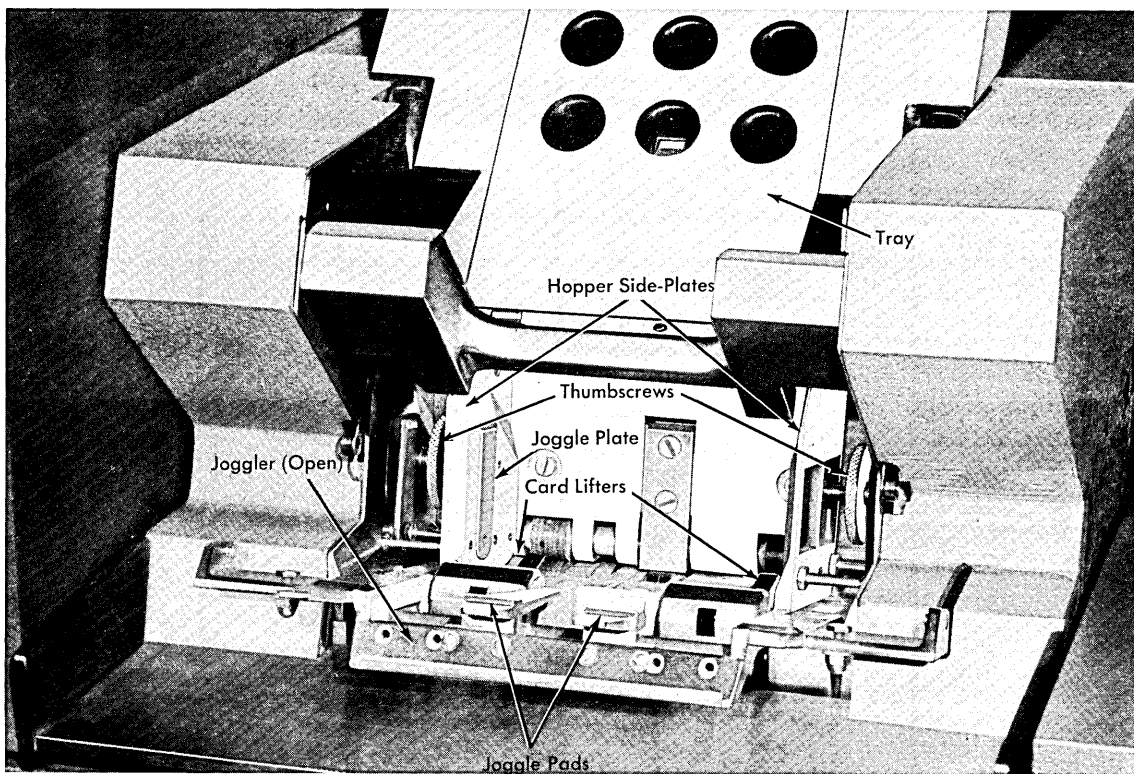 Tray
Hopper Side-Plates
Thumbscrews
Joggle Plate
Joggler (Open)
Card Lifters
Joggle Pads